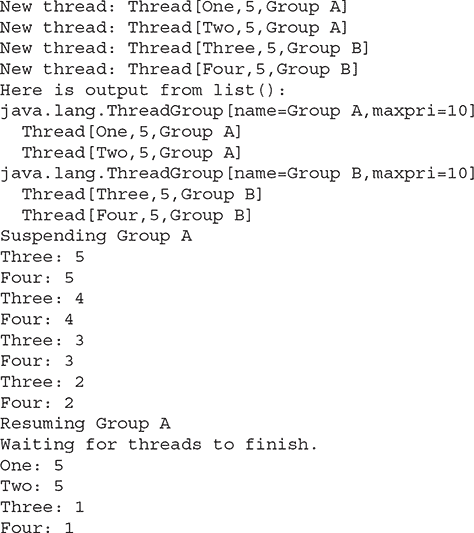 New thread: Thread[One,5,Group A]
New thread: Thread[Two,5,Group A]
New thread: Thread[Three,5,Group B]
New thread: Thread[Four,5,Group B]
Here is output from list():
java.lang.ThreadGroup[name=Group A,maxpri=10]
  Thread[One,5,Group A]
  Thread[Two,5,Group A]
java.lang.ThreadGroup[name=Group B,maxpri=10]
  Thread[Three,5,Group B]
  Thread[Four,5,Group B]
Suspending Group A
Three: 5
Four: 5
Three: 4
Four: 4
Three: 3
Four: 3
Three: 2
Four: 2
Resuming Group A
Waiting for threads to finish.
One: 5
Two: 5
Three: 1
Four: 1